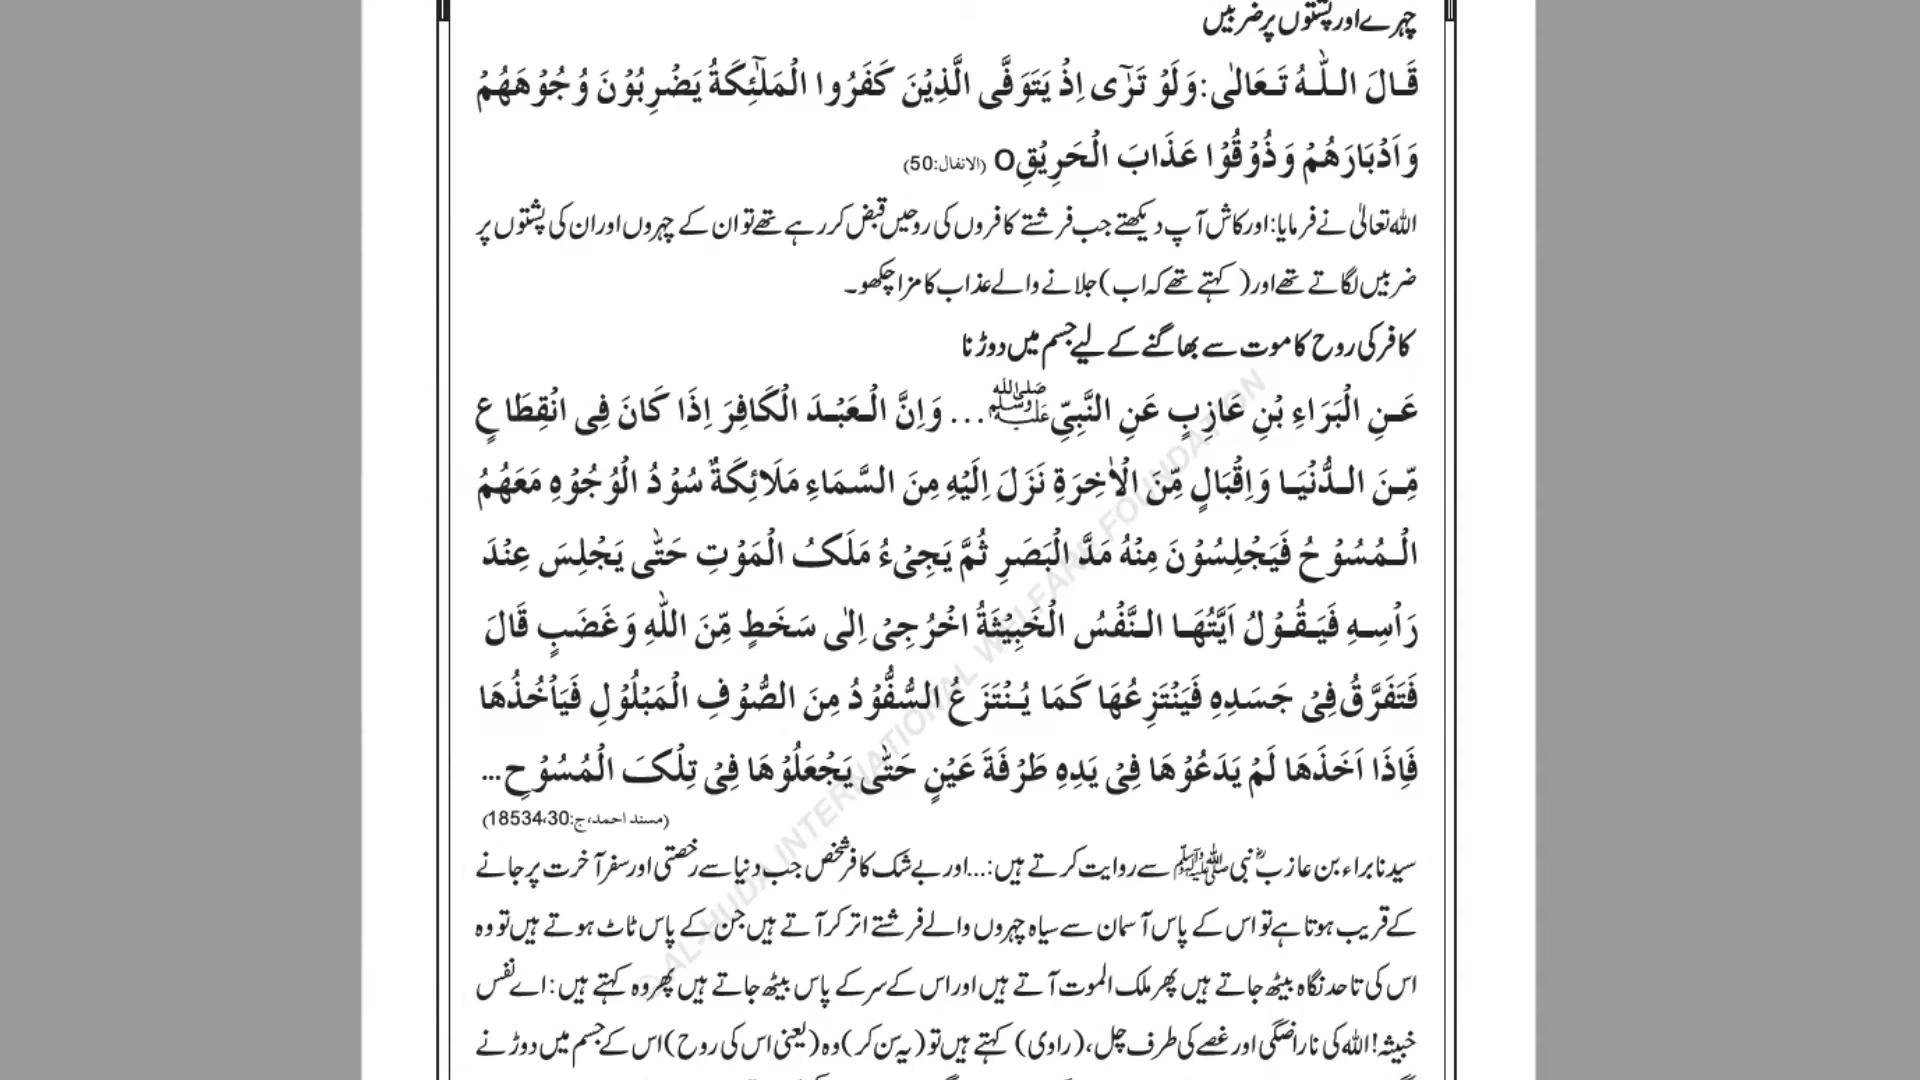 چہرے اور پشتوں پر ضربیں
قَالَ اللّٰهُ تَعَالٰی: وَلَوْ تَرٰٓی اِذْ یَتَوَفَّی الَّذِیْنَ کَفَرُوا الْمَلٰٓئِکَةُ یَضْرِبُوْنَ وُجُوْهَهُمْ
وَاَدْبَارَهُمْ وَذُوْقُوْا عَذَابَ الْحَرِیْقِ O (الانفال:50)
اللہ تعالیٰ نے فرمایا: اور کاش آپ دیکھتے جب فرشتے کافروں کی روحیں قبض کر رہے تھے تو ان کے چہروں اور ان کی پشتوں پر
ضربیں لگاتے تھے اور (کہتے تھے کہ اب) جلانے والے عذاب کا مزا چکھو۔
کافر کی روح کا موت سے بھاگنے کے لیے جسم میں دوڑنا
عَنِ الْبَرَاءِ بْنِ عَازِبٍ عَنِ النَّبِیِّ ﷺ ... وَاِنَّ الْعَبْدَ الْکَافِرَ اِذَا کَانَ فِی انْقِطَاعٍ
مِّنَ الدُّنْیَا وَاِقْبَالٍ مِّنَ الْاٰخِرَةِ نَزَلَ اِلَیْهِ مِنَ السَّمَاءِ مَلَائِکَةٌ سُوْدُ الْوُجُوْهِ مَعَهُمُ
الْمُسُوْحُ فَیَجْلِسُوْنَ مِنْهُ مَدَّ الْبَصَرِ ثُمَّ یَجِیْءُ مَلَکُ الْمَوْتِ حَتّٰی یَجْلِسَ عِنْدَ
رَاْسِهِ فَیَقُوْلُ اَیَّتُهَا النَّفْسُ الْخَبِیْثَةُ اخْرُجِیْ اِلٰی سَخَطٍ مِّنَ اللّٰهِ وَغَضَبٍ قَالَ
فَتَفَرَّقُ فِیْ جَسَدِهِ فَیَنْتَزِعُهَا کَمَا یُنْتَزَعُ السُّفُّوْدُ مِنَ الصُّوْفِ الْمَبْلُوْلِ فَیَاْخُذُهَا
فَاِذَا اَخَذَهَا لَمْ یَدَعُوْهَا فِیْ یَدِهِ طَرْفَةَ عَیْنٍ حَتّٰی یَجْعَلُوْهَا فِیْ تِلْکَ الْمُسُوْحِ...
(مسند احمد، ج:30، 18534)
سیدنا براء بن عازبؓ نبی ﷺ سے روایت کرتے ہیں: ...اور بے شک کافر شخص جب دنیا سے رخصتی اور سفر آخرت پر جانے
کے قریب ہوتا ہے تو اس کے پاس آسمان سے سیاہ چہروں والے فرشتے اتر کر آتے ہیں جن کے پاس ٹاٹ ہوتے ہیں تو وہ
اس کی تا حد نگاہ بیٹھ جاتے ہیں پھر ملک الموت آتے ہیں اور اس کے سر کے پاس بیٹھ جاتے ہیں پھر وہ کہتے ہیں: اے نفس
خبیثہ! اللہ کی ناراضگی اور غصے کی طرف چل، (راوی) کہتے ہیں تو (یہ سن کر) وہ (یعنی اس کی روح) اس کے جسم میں دوڑنے
© AL-HUDA INTERNATIONAL WELFARE FOUNDATION